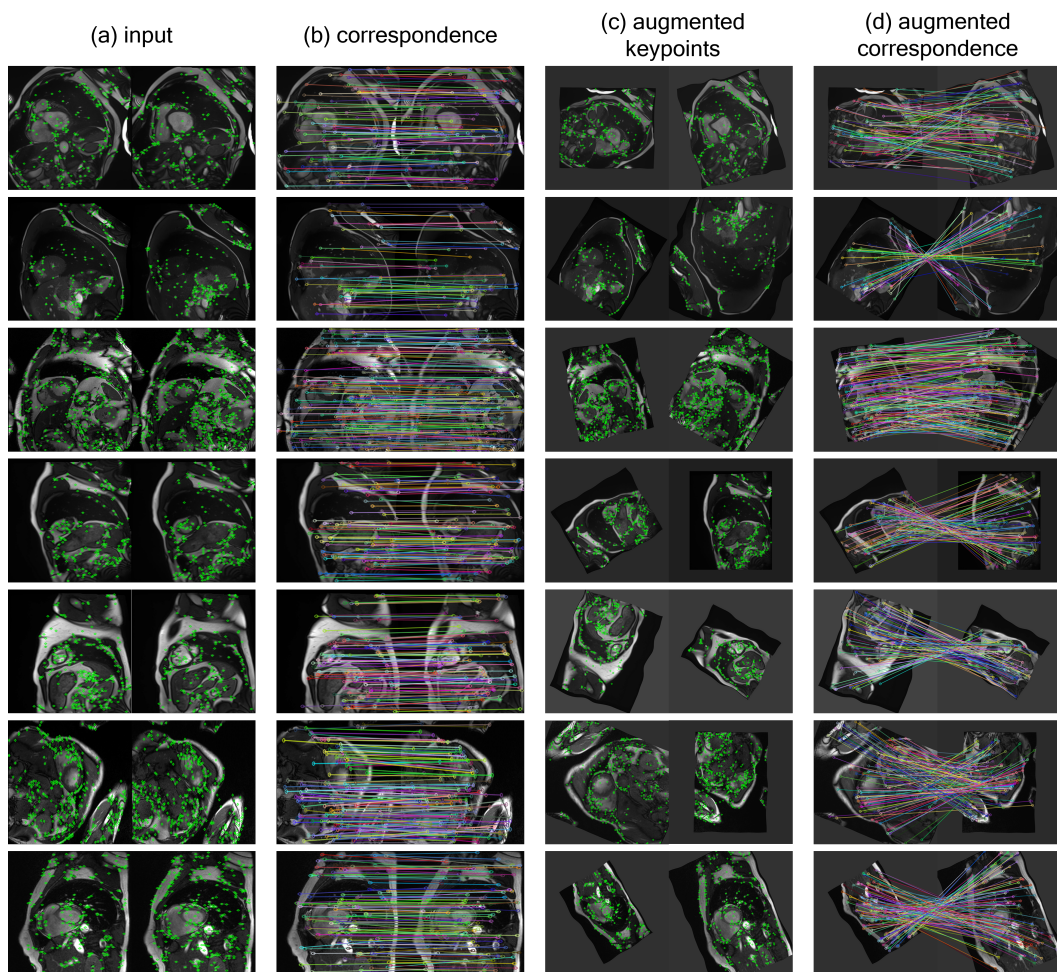 (a) input
(b) correspondence
(c) augmented
keypoints
(d) augmented
correspondence